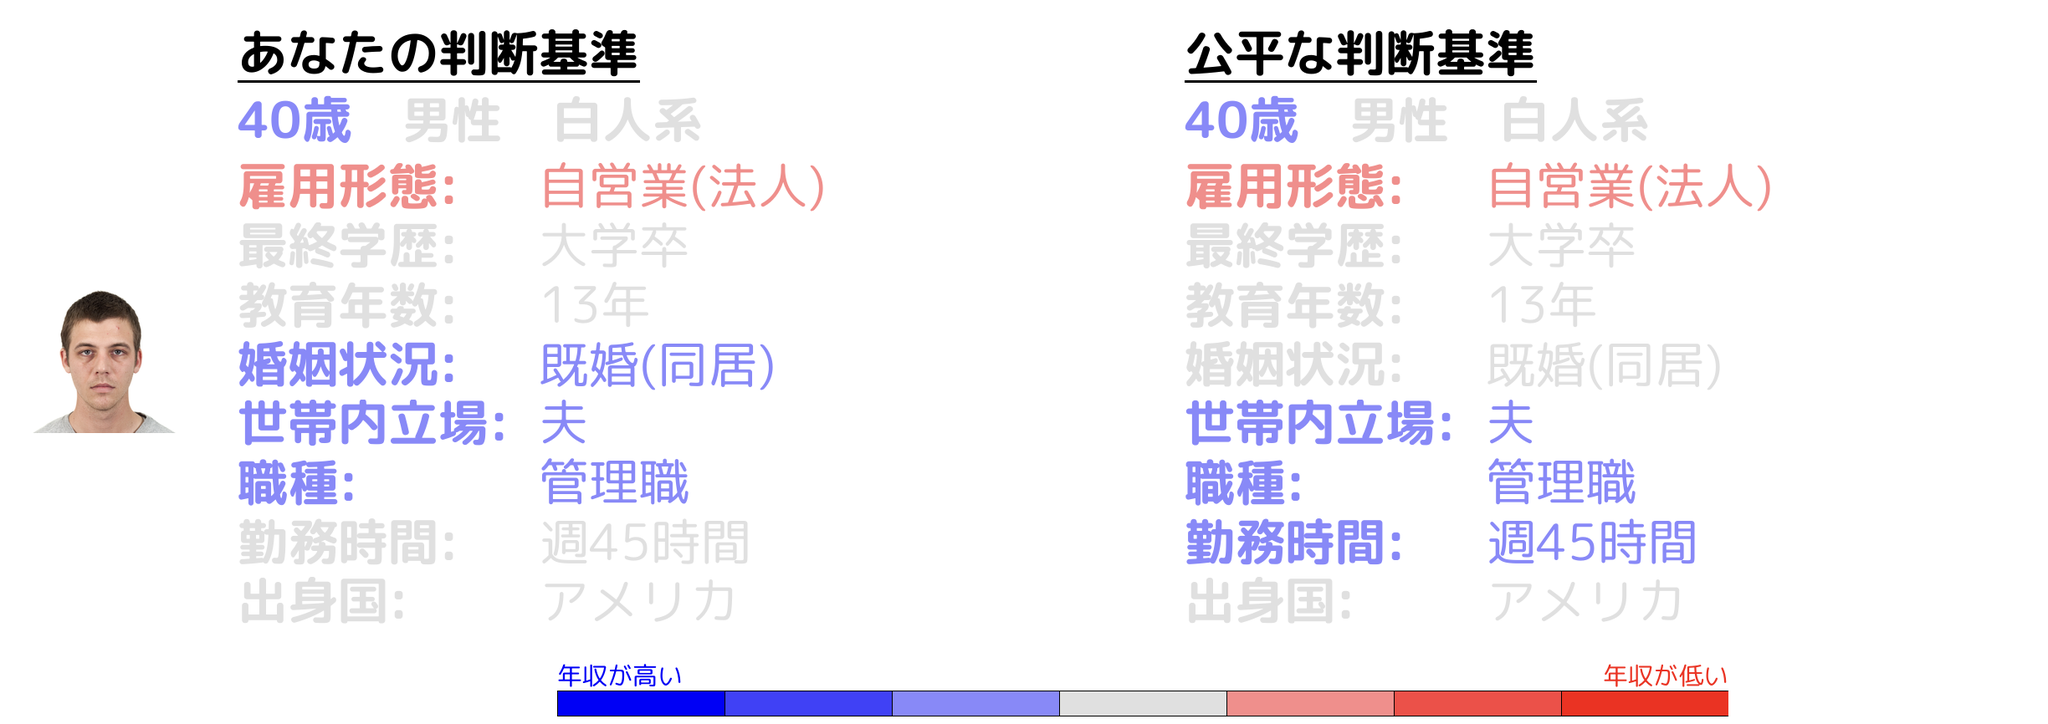 あなたの判断基準
40歳 男性 白人系
雇用形態: 自営業(法人)
最終学歴: 大学卒
教育年数: 13年
婚姻状況: 既婚(同居)
世帯内立場: 夫
職種: 管理職
勤務時間: 週45時間
出身国: アメリカ
公平な判断基準
40歳 男性 白人系
雇用形態: 自営業(法人)
最終学歴: 大学卒
教育年数: 13年
婚姻状況: 既婚(同居)
世帯内立場: 夫
職種: 管理職
勤務時間: 週45時間
出身国: アメリカ
年収が高い
年収が低い